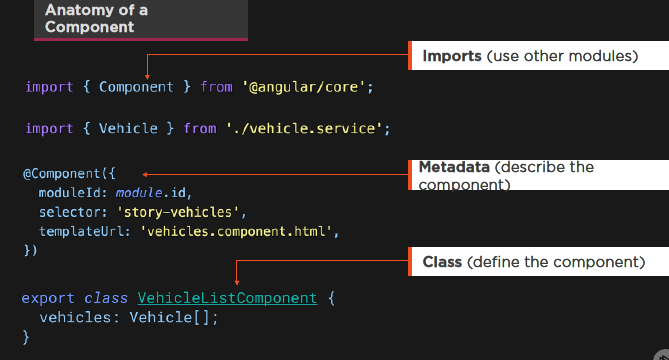 Anatomy of a
Component
Imports (use other modules)
import { Component } from '@angular/core';
import { Vehicle } from './vehicle.service';
Metadata (describe the
component)
@Component({
moduleId: module.id,
selector: 'story-vehicles',
templateUrl: 'vehicles.component.html',
})
Class (define the component)
export class VehicleListComponent {
vehicles: Vehicle[];
}